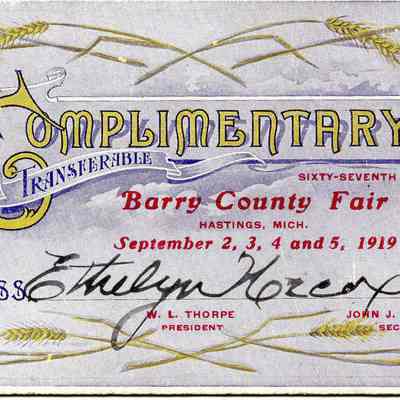 COMPLIMENTARY
TRANSFERABLE
SIXTY-SEVENTH
Barry County Fair
HASTINGS, MICH.
September 2, 3, 4 and 5, 1919
SS Ethelyn
W. L. THORPE JOHN J.
PRESIDENT SEC